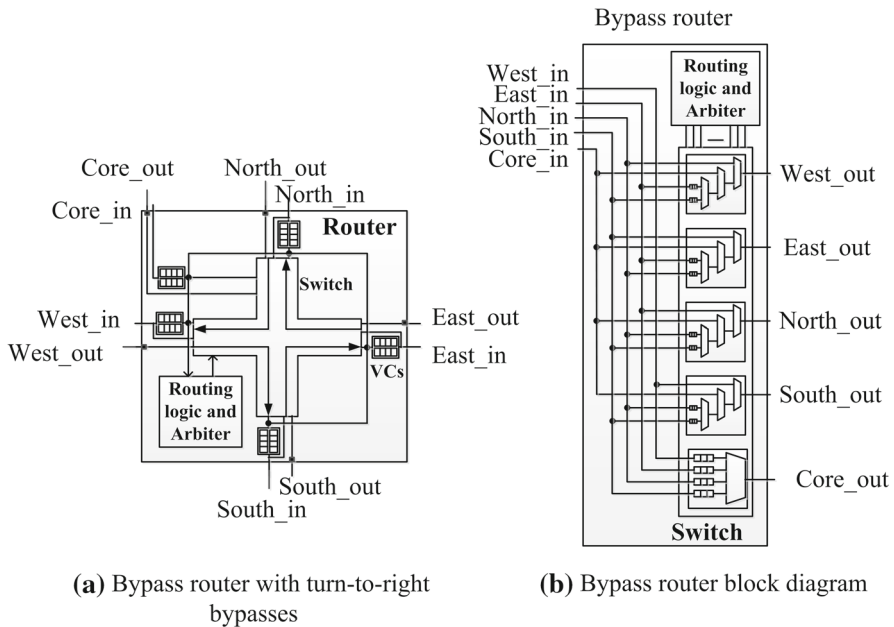 Bypass router
West_in
East_in
North_in
South_in
Core_in
Routing
logic and
Arbiter
West_out
East_out
North_out
South_out
Core_out
Switch
(b) Bypass router block diagram
Core_out
North_out
Core_in
North_in
Router
Switch
West_in
West_out
East_out
East_in
VCs
Routing
logic and
Arbiter
South_out
South_in
(a) Bypass router with turn-to-right
bypasses